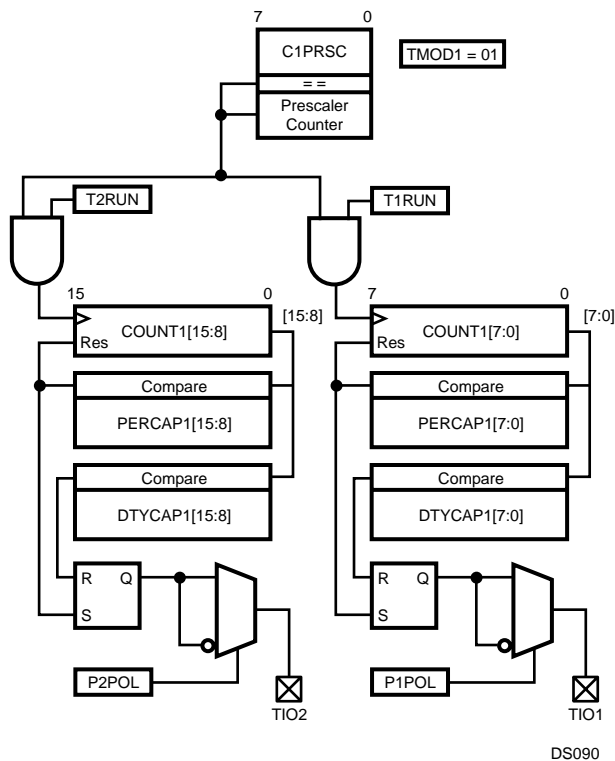 7 0
C1PRSC
TMOD1 = 01
= =
Prescaler
Counter
T2RUN
T1RUN
15 0
[15:8]
7 0
[7:0]
COUNT1[15:8]
Res
COUNT1[7:0]
Res
Compare
PERCAP1[15:8]
Compare
PERCAP1[7:0]
Compare
DTYCAP1[15:8]
Compare
DTYCAP1[7:0]
R Q
S
R Q
S
P2POL
TIO2
P1POL
TIO1
DS090